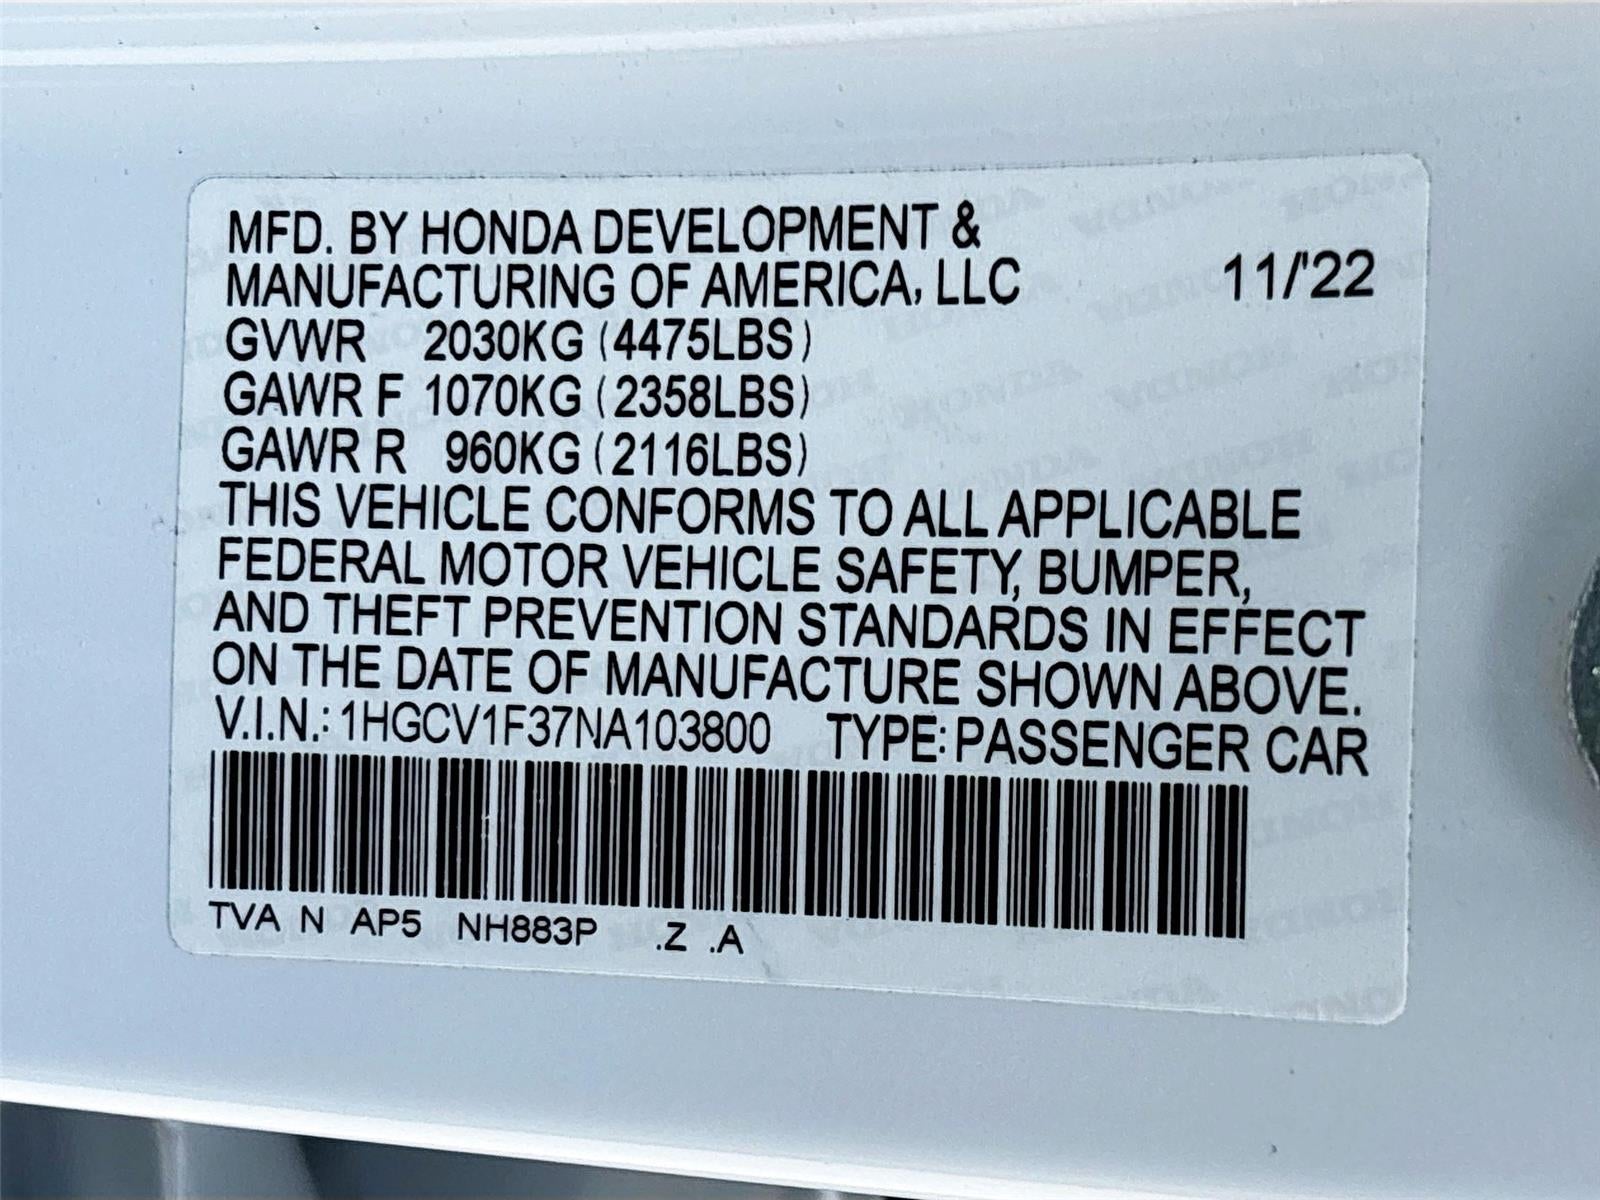 MFD. BY HONDA DEVELOPMENT &
MANUFACTURING OF AMERICA, LLC 11/'22
GVWR 2030KG (4475LBS)
GAWR F 1070KG (2358LBS)
GAWR R 960KG (2116LBS)
THIS VEHICLE CONFORMS TO ALL APPLICABLE
FEDERAL MOTOR VEHICLE SAFETY, BUMPER,
AND THEFT PREVENTION STANDARDS IN EFFECT
ON THE DATE OF MANUFACTURE SHOWN ABOVE.
V.I.N.: 1HGCV1F37NA103800 TYPE: PASSENGER CAR
TVA N AP5 NH883P .Z .A